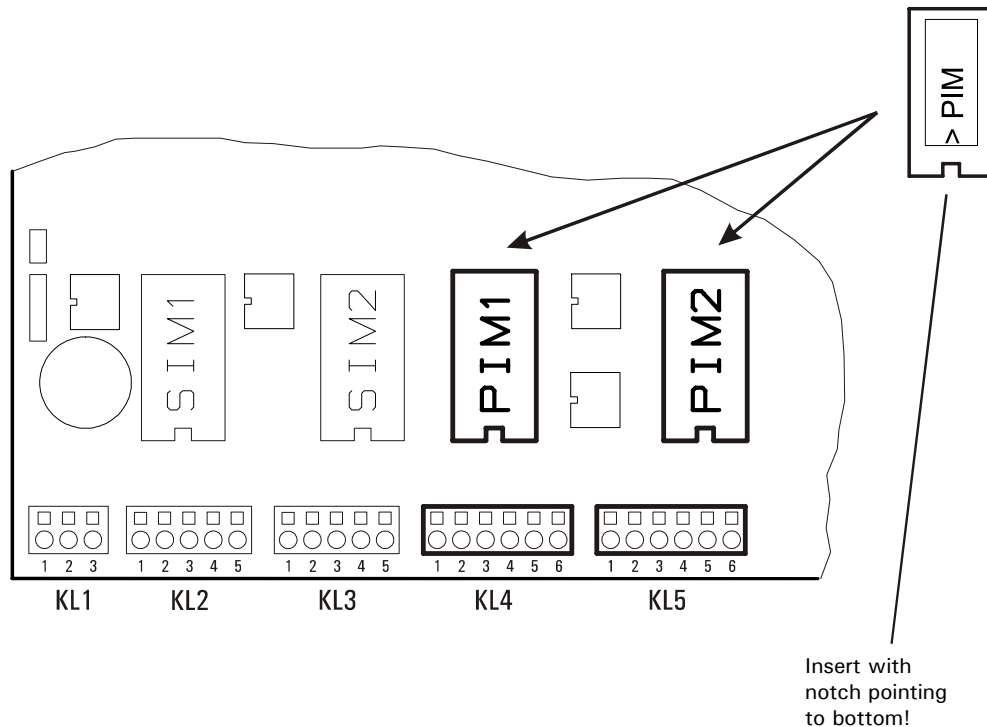 > PIM
SIM1
SIM2
PIM1
PIM2
1 2 3
1 2 3 4 5
1 2 3 4 5
1 2 3 4 5 6
1 2 3 4 5 6
KL1
KL2
KL3
KL4
KL5
Insert with
notch pointing
to bottom!